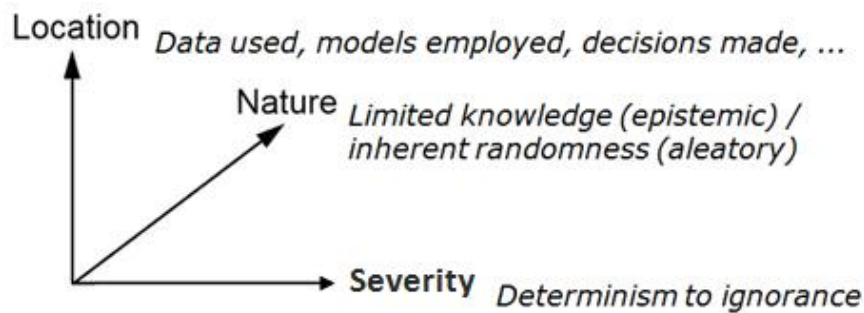 Location Data used, models employed, decisions made, ...
Nature Limited knowledge (epistemic) /
inherent randomness (aleatory)
Severity Determinism to ignorance